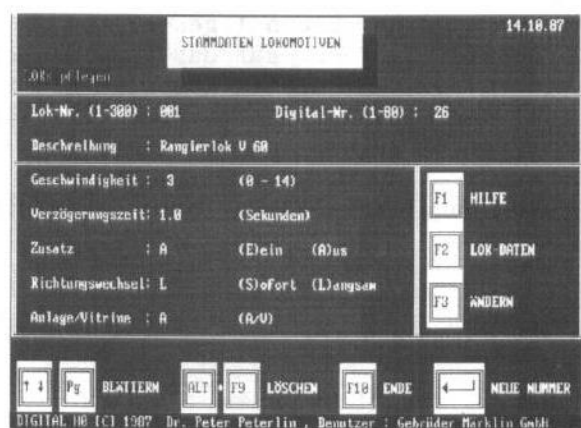 14.10.87
STAMMDATEN LOKOMOTIVEN
LOKs pflegen
Lok-Nr. (1-300) : 001 Digital-Nr. (1-80) : 26
Beschreibung : Rangierlok V 60
Geschwindigkeit : 3 (0 - 14)
Verzögerungszeit: 1.0 (Sekunden)
Zusatz : A (E)ein (A)us
Richtungswechsel: L (S)ofort (L)angsam
Anlage/Vitrine : A (A/V)
F1 HILFE
F2 LOK-DATEN
F3 ÄNDERN
↑ ↓ Pg BLÄTTERN ALT + F9 LÖSCHEN F10 ENDE ←┘ NEUE NUMMER
DIGITAL H0 [C] 1987 Dr. Peter Peterlin , Benutzer : Gebrüder Märklin GmbH